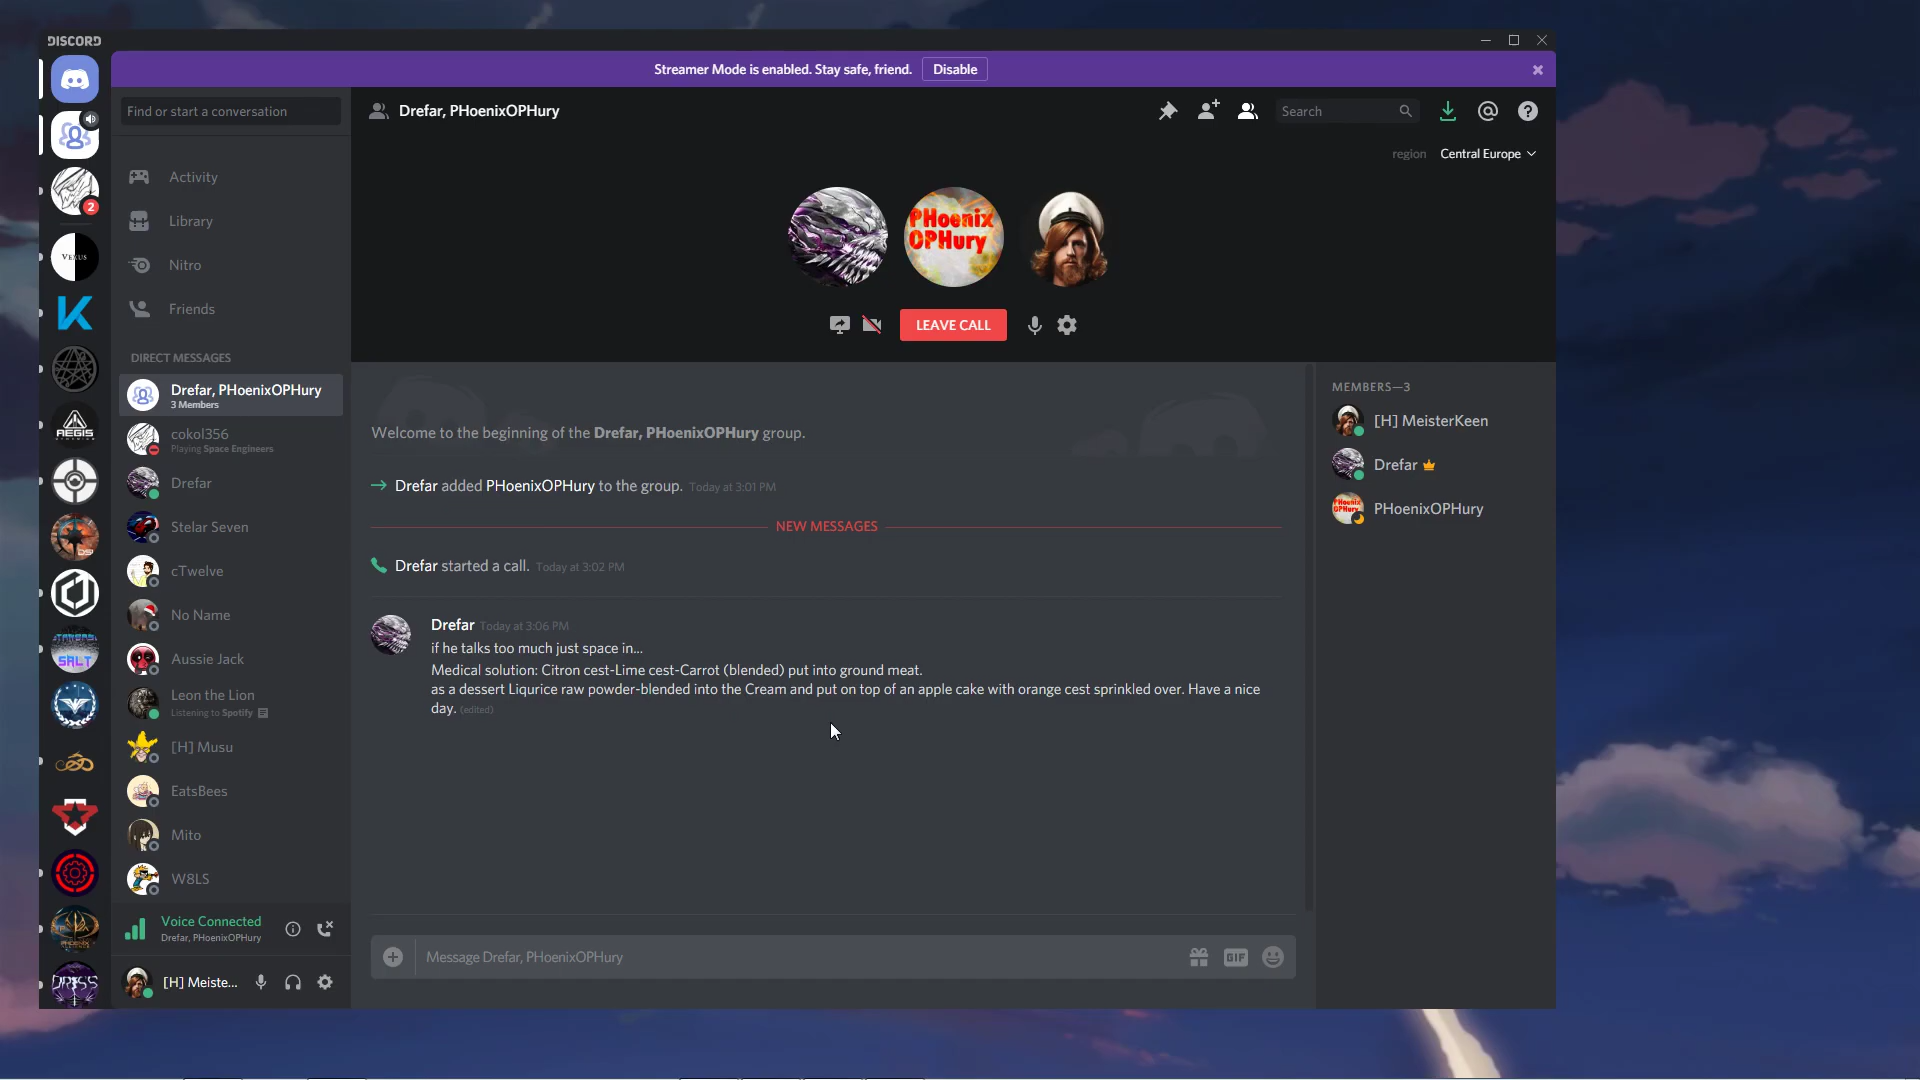 DISCORD
Streamer Mode is enabled. Stay safe, friend. Disable
Find or start a conversation
Drefar, PHoenixOPHury
Search
region Central Europe
2
VEXUS
Activity
Library
Nitro
Friends
PHoenix
OPHury
LEAVE CALL
DIRECT MESSAGES
Drefar, PHoenixOPHury
3 Members
cokol356
Playing Space Engineers
AEGIS
Drefar
Stelar Seven
DSI
cTwelve
No Name
SALT
Aussie Jack
Leon the Lion
Listening to Spotify
[H] Musu
EatsBees
Mito
W8LS
Voice Connected
Drefar, PHoenixOPHury
[H] Meiste...
Welcome to the beginning of the Drefar, PHoenixOPHury group.
Drefar added PHoenixOPHury to the group. Today at 3:01 PM
NEW MESSAGES
Drefar started a call. Today at 3:02 PM
Drefar Today at 3:06 PM
if he talks too much just space in...
Medical solution: Citron cest-Lime cest-Carrot (blended) put into ground meat.
as a dessert Liqurice raw powder-blended into the Cream and put on top of an apple cake with orange cest sprinkled over. Have a nice
day. (edited)
Message Drefar, PHoenixOPHury
GIF
MEMBERS—3
[H] MeisterKeen
Drefar
PHoenixOPHury